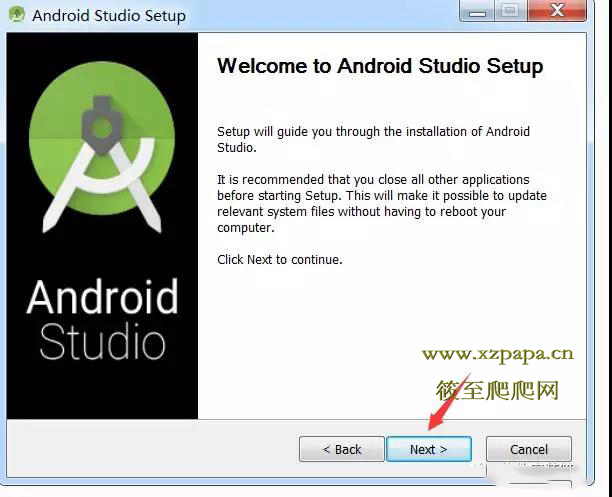 Android Studio Setup
Welcome to Android Studio Setup
Setup will guide you through the installation of Android
Studio.
It is recommended that you close all other applications
before starting Setup. This will make it possible to update
relevant system files without having to reboot your
computer.
Click Next to continue.
Android
Studio
www.xzpapa.cn
筱至爬爬网
< Back
Next >
Cancel